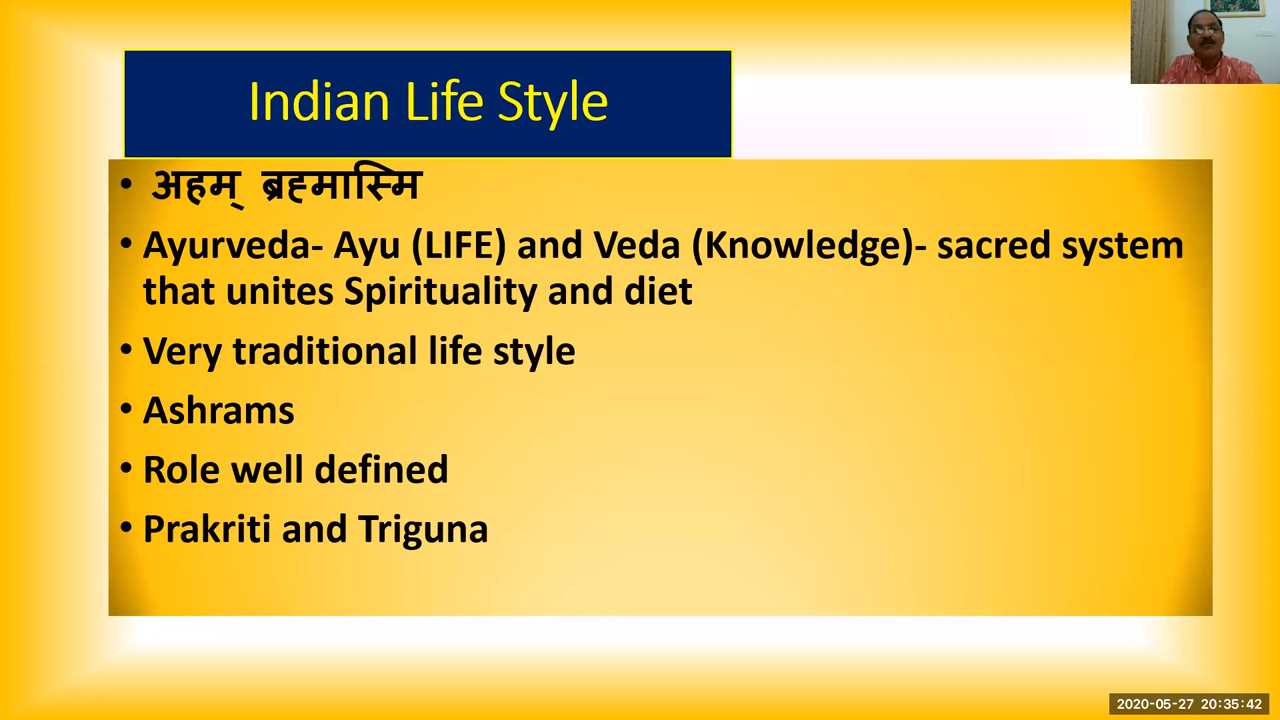 Indian Life Style
• अहम् ब्रह्मास्मि
• Ayurveda- Ayu (LIFE) and Veda (Knowledge)- sacred system
that unites Spirituality and diet
• Very traditional life style
• Ashrams
• Role well defined
• Prakriti and Triguna
2020-05-27 20:35:42